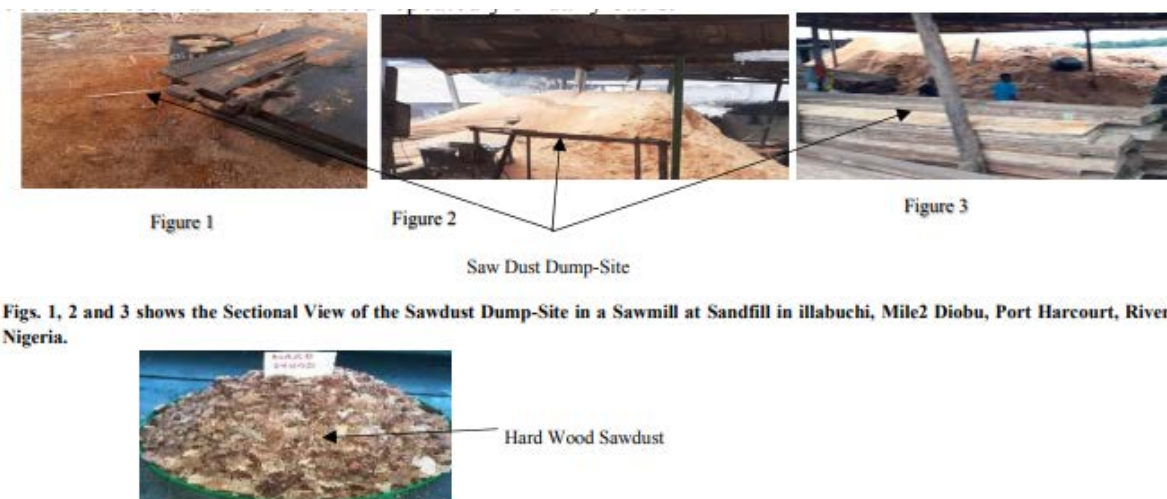 Figure 1
Figure 2
Figure 3
Saw Dust Dump-Site
Figs. 1, 2 and 3 shows the Sectional View of the Sawdust Dump-Site in a Sawmill at Sandfill in illabuchi, Mile2 Diobu, Port Harcourt, River
Nigeria.
Hard Wood Sawdust